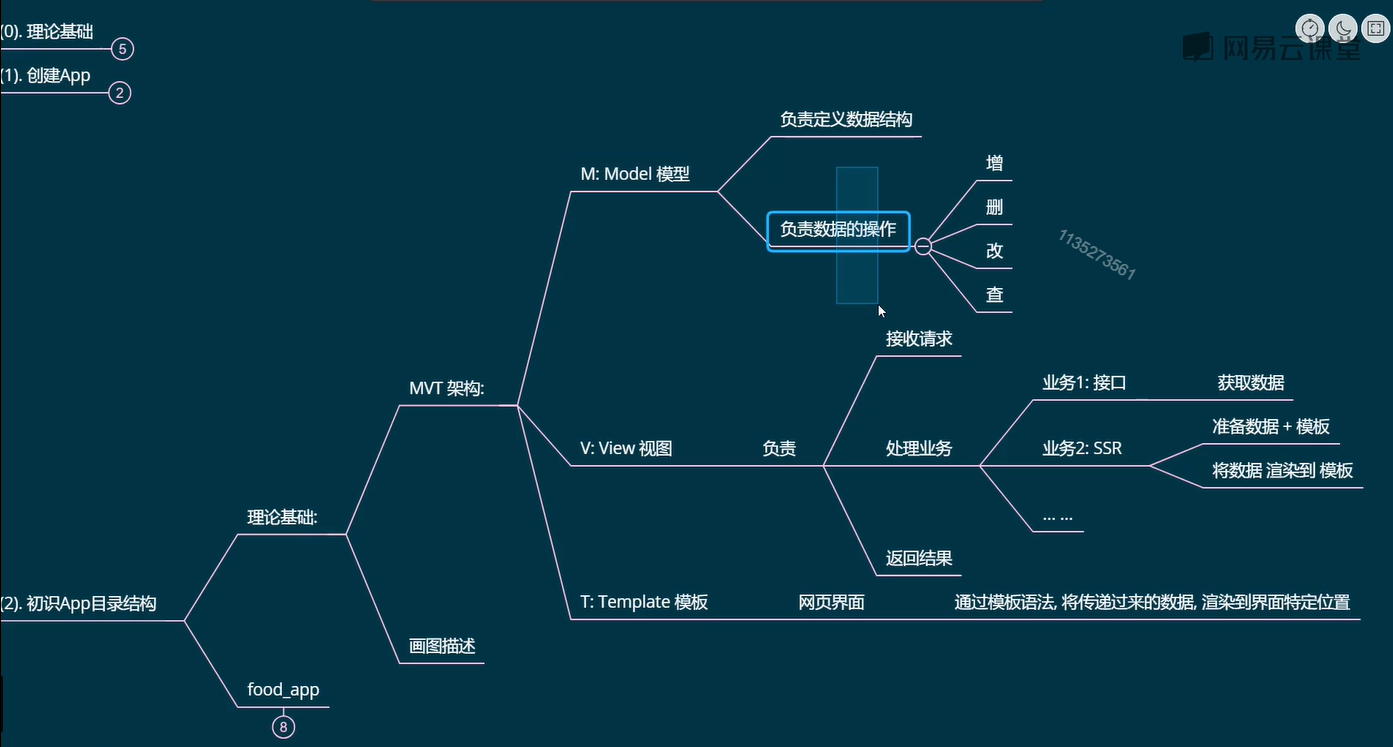 (0). 理论基础
5
(1). 创建App
2
网易云课堂
负责定义数据结构
M: Model 模型
负责数据的操作
增
删
改
查
1135273561
MVT 架构:
接收请求
业务1: 接口
获取数据
V: View 视图
负责
处理业务
业务2: SSR
准备数据 + 模板
将数据 渲染到 模板
... ...
返回结果
理论基础:
(2). 初识App目录结构
T: Template 模板
网页界面
通过模板语法, 将传递过来的数据, 渲染到界面特定位置
画图描述
food_app
8